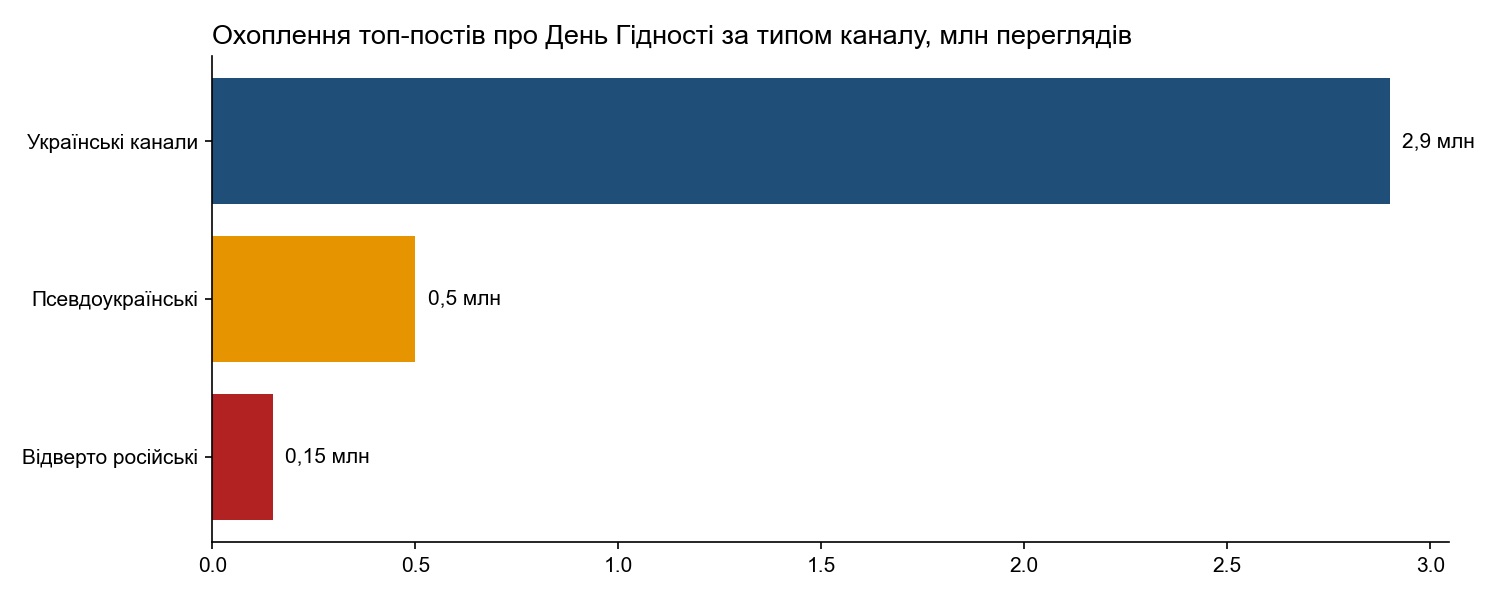 Охоплення топ-постів про День Гідності за типом каналу, млн переглядів
Українські канали
2,9 млн
Псевдоукраїнські
0,5 млн
Відверто російські
0,15 млн
0.0 0.5 1.0 1.5 2.0 2.5 3.0